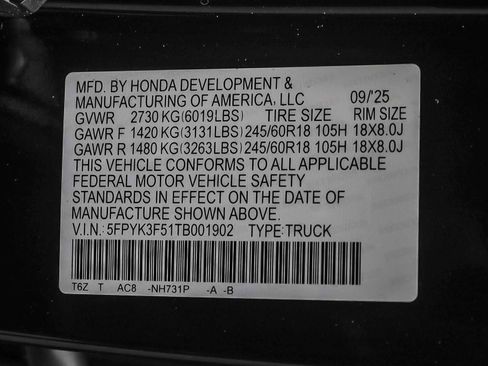 MFD. BY HONDA DEVELOPMENT &
MANUFACTURING OF AMERICA, LLC 09/'25
GVWR 2730 KG(6019LBS) TIRE SIZE RIM SIZE
GAWR F 1420 KG(3131LBS) 245/60R18 105H 18X8.0J
GAWR R 1480 KG(3263LBS) 245/60R18 105H 18X8.0J
THIS VEHICLE CONFORMS TO ALL APPLICABLE
FEDERAL MOTOR VEHICLE SAFETY
STANDARDS IN EFFECT ON THE DATE OF
MANUFACTURE SHOWN ABOVE.
V.I.N.: 5FPYK3F51TB001902 TYPE:TRUCK
T6Z T AC8 -NH731P -A -B